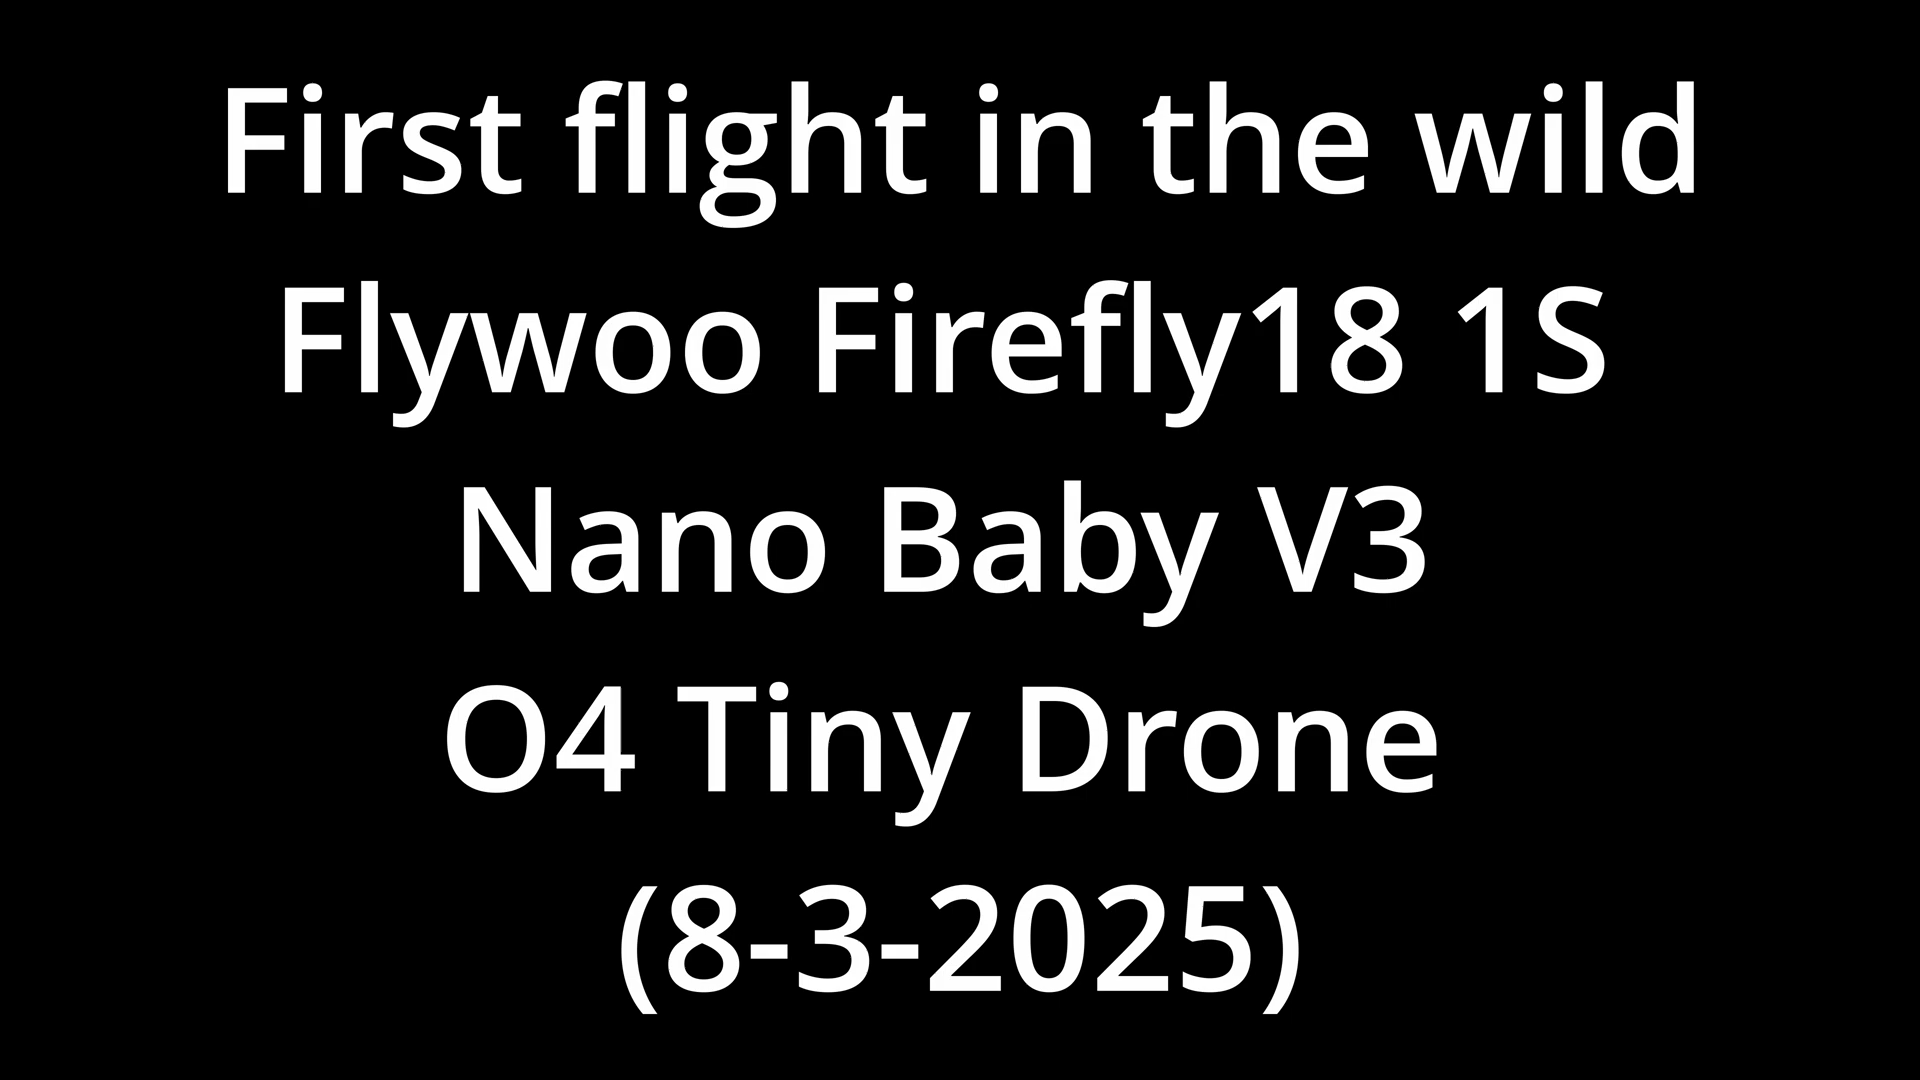 First flight in the wild
Flywoo Firefly18 1S
Nano Baby V3
O4 Tiny Drone
(8-3-2025)